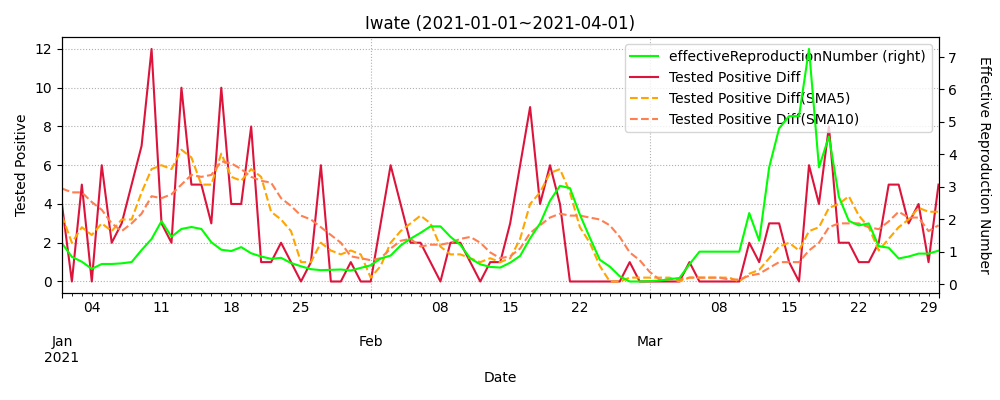 Iwate (2021-01-01~2021-04-01)
effectiveReproductionNumber (right)
Tested Positive Diff
Tested Positive Diff(SMA5)
Tested Positive Diff(SMA10)
Tested Positive
12
10
8
6
4
2
0
7
6
5
4
3
2
1
0
Effective Reproduction Number
04 11 18 25 08 15 22 08 15 22 29
Jan Feb Mar
2021
Date